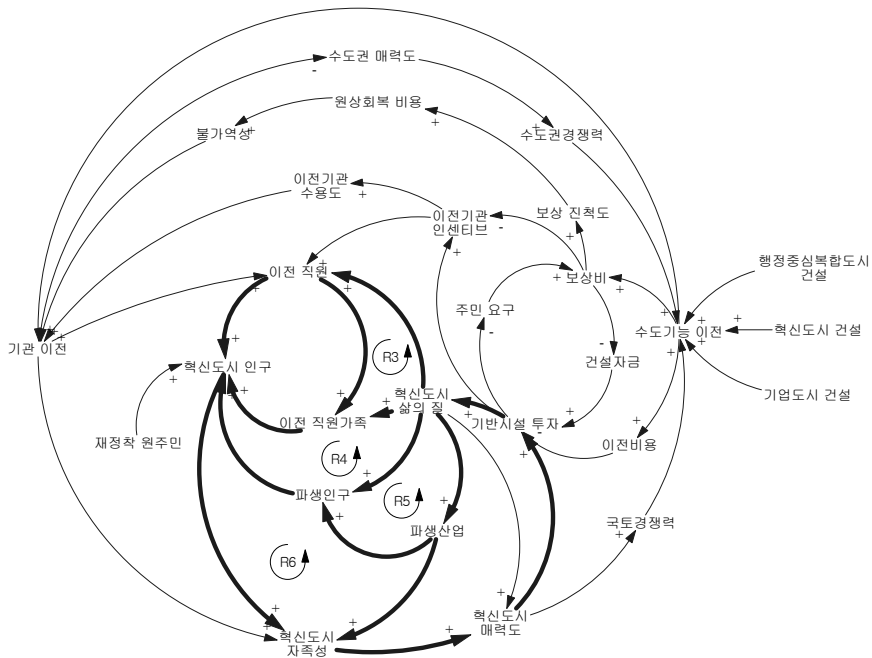 수도권 매력도
원상회복 비용
불가역성
수도권경쟁력
이전기관
수용도
이전기관
인센티브
보상 진척도
행정중심복합도시
건설
이전 직원
보상비
주민 요구
수도기능 이전
혁신도시 건설
기관 이전
R3
건설자금
혁신도시 인구
혁신도시
삶의 질
기업도시 건설
이전 직원가족
기반시설 투자
재정착 원주민
이전비용
R4
파생인구
R5
파생산업
국토경쟁력
R6
혁신도시
매력도
혁신도시
자족성